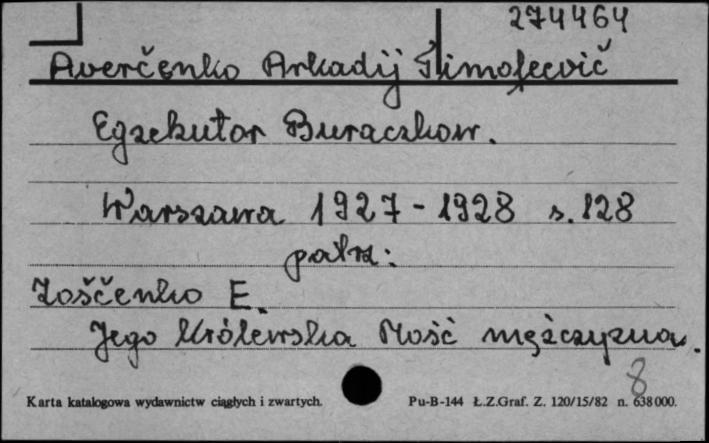 274464
Averčenko Arkadij Timofeevič
Egzekutor Buraczkow.
Warszawa 1927-1928 s. 128
patrz:
Zoščenko E.
Jego Królewska Mość mężczyzna.
8
Karta katalogowa wydawnictw ciągłych i zwartych. Pu-B-144 Ł.Z.Graf. Z. 120/15/82 n. 638000.